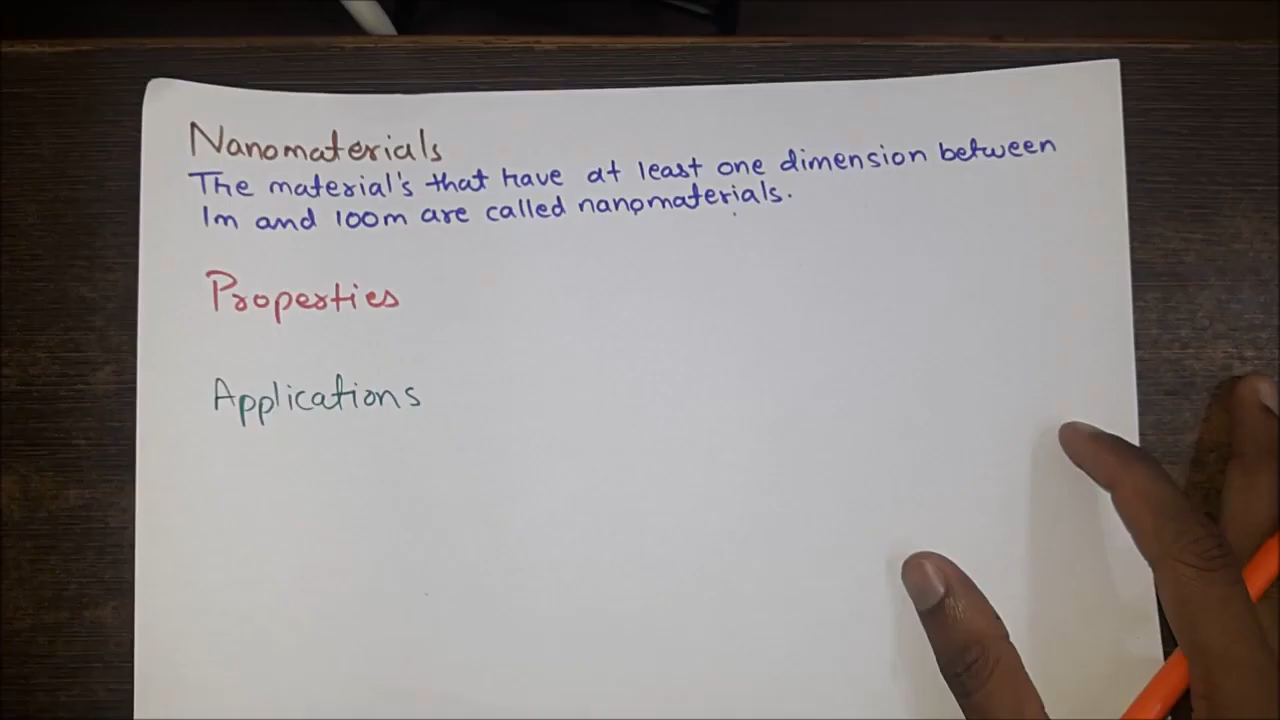 Nanomaterials
The material's that have at least one dimension between
1m and 100m are called nanomaterials.
Properties
Applications